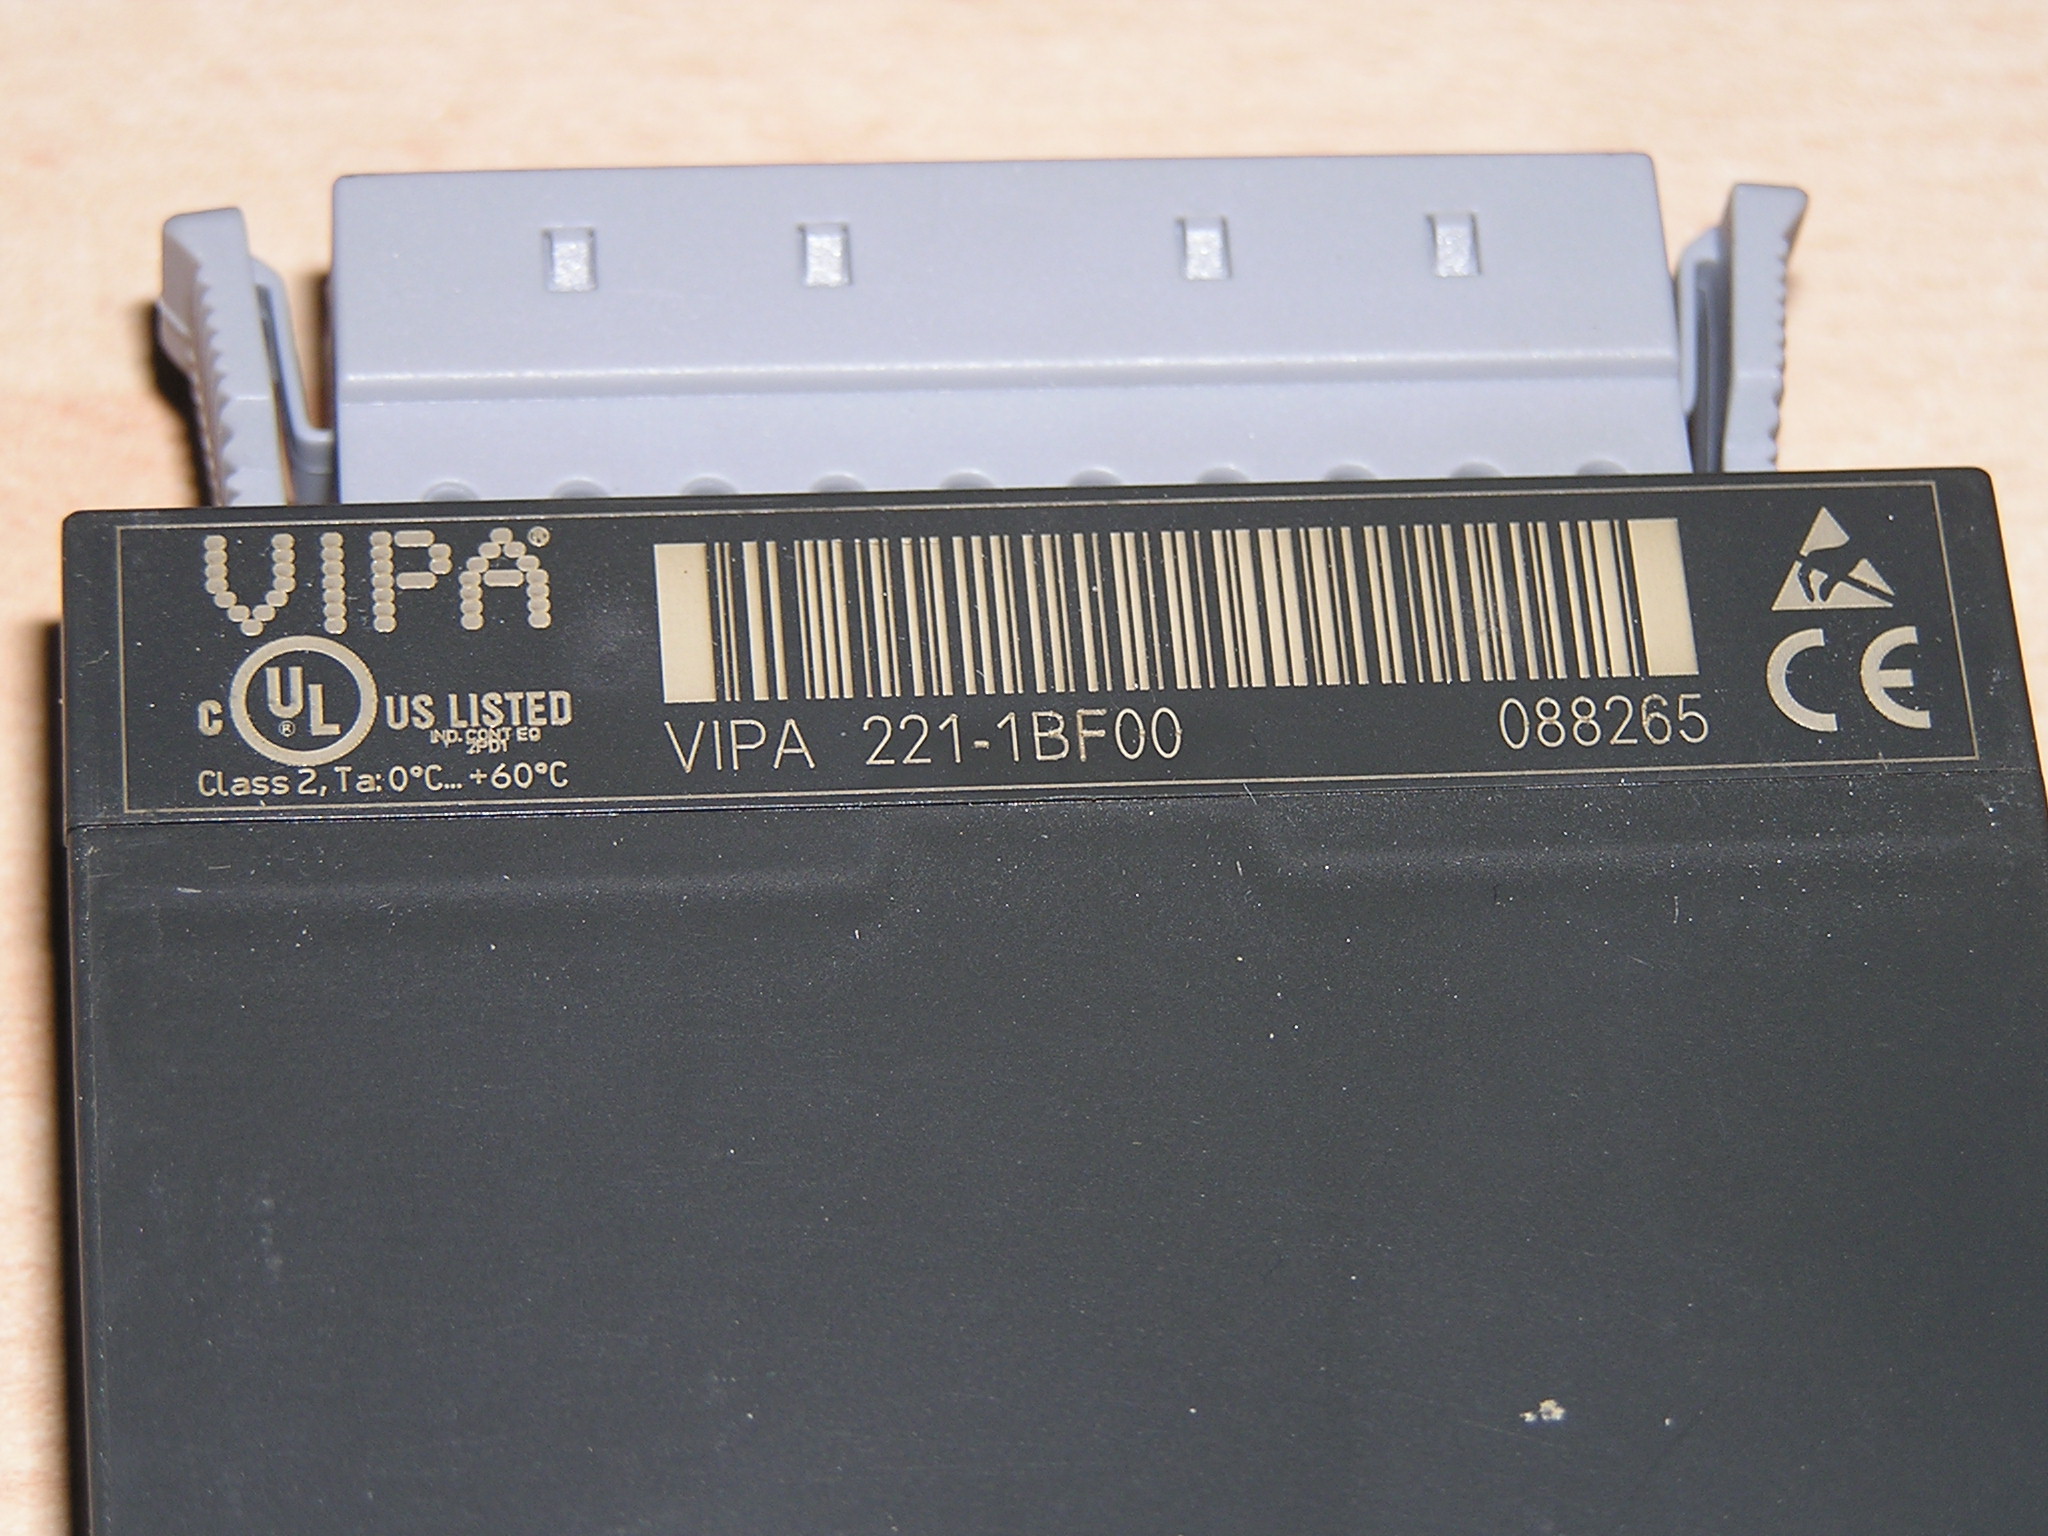 VIPA®
C UL® US LISTED
IND. CONT. EQ
2PD1
Class 2, Ta: 0°C... +60°C
VIPA 221-1BF00 088265
CE